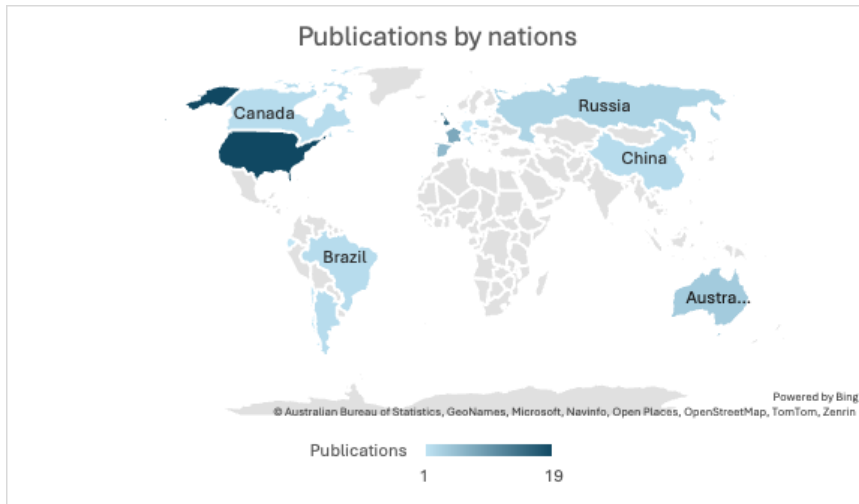 Publications by nations
Canada
Russia
China
Brazil
Austra...
Powered by Bing
© Australian Bureau of Statistics, GeoNames, Microsoft, Navinfo, Open Places, OpenStreetMap, TomTom, Zenrin
Publications
1 19